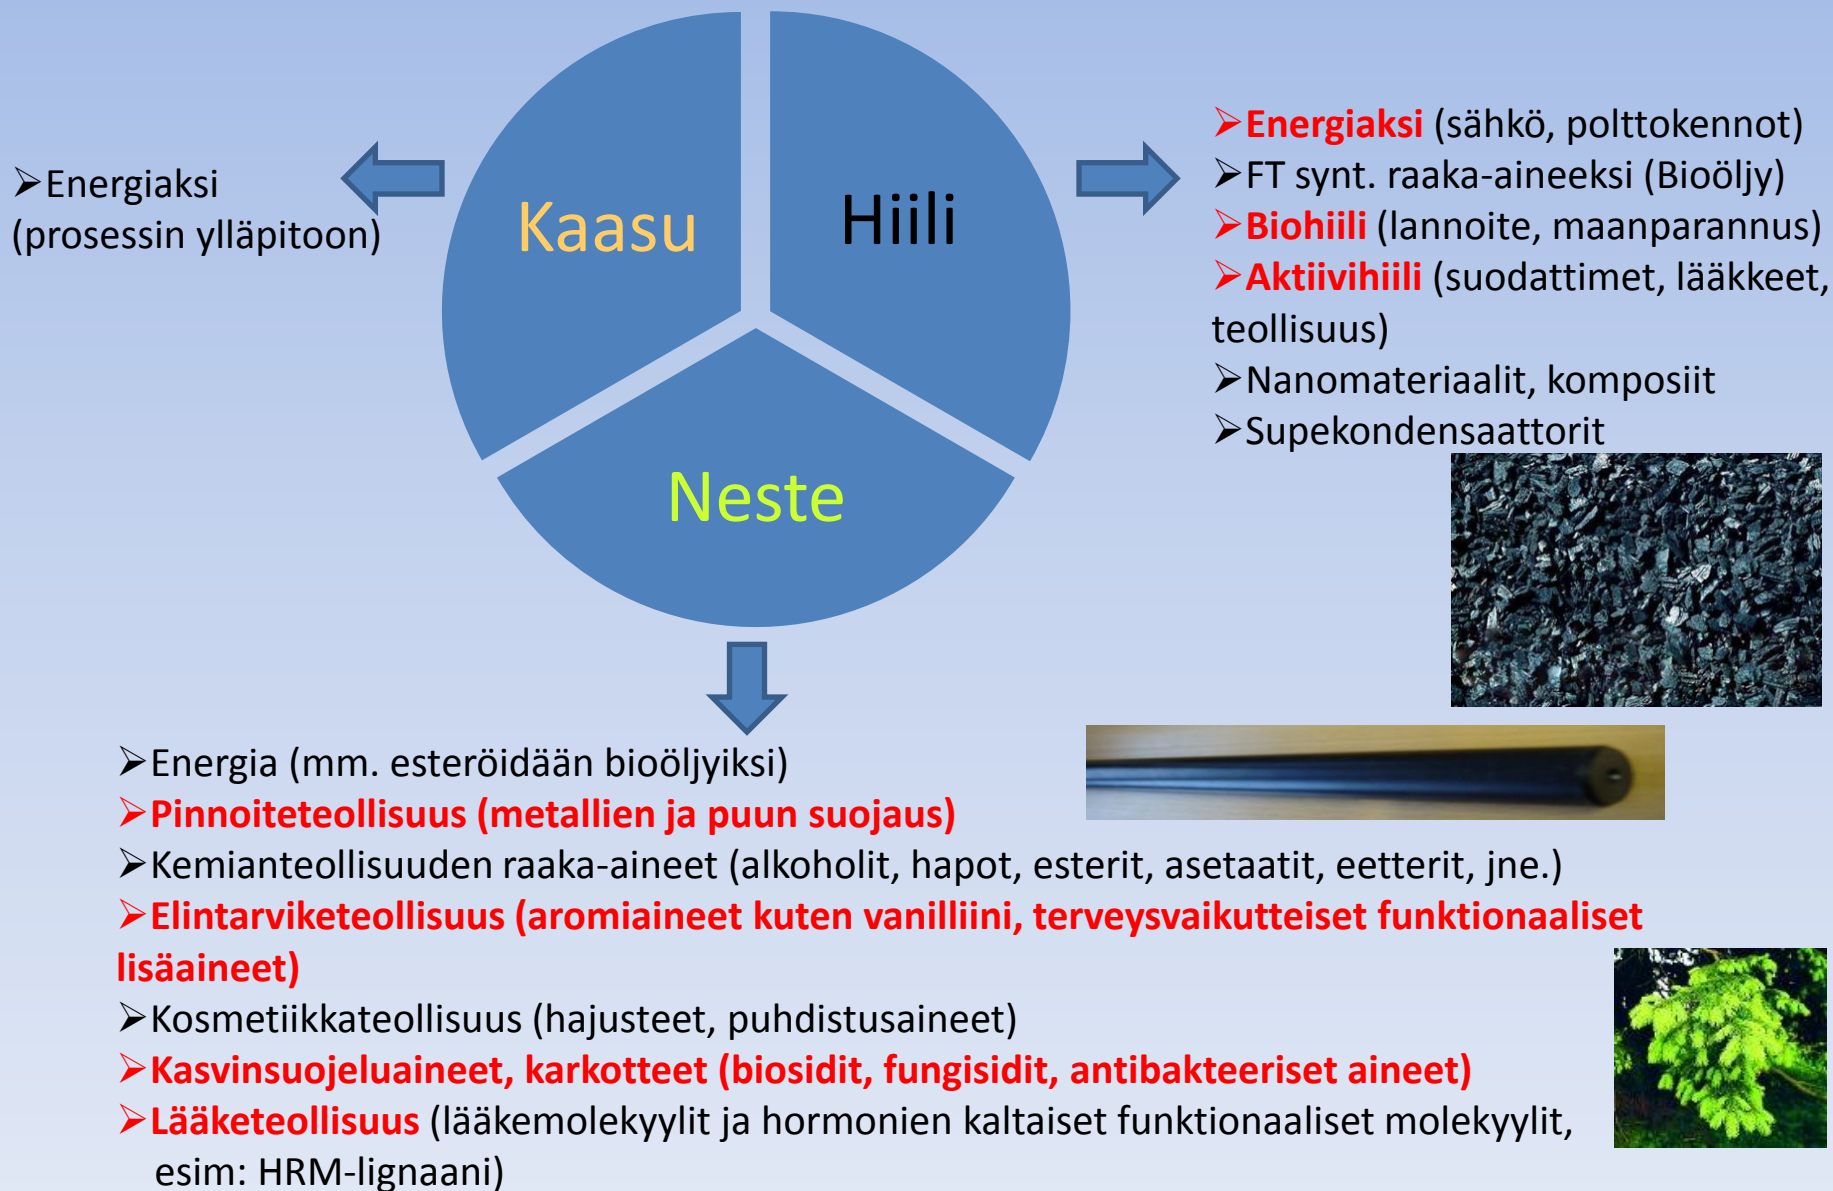 Kaasu
Hiili
Neste
➢Energiaksi
(prosessin ylläpitoon)
➢Energiaksi (sähkö, polttokennot)
➢FT synt. raaka-aineeksi (Bioöljy)
➢Biohiili (lannoite, maanparannus)
➢Aktiivihiili (suodattimet, lääkkeet,
teollisuus)
➢Nanomateriaalit, komposiit
➢Supekondensaattorit
➢Energia (mm. esteröidään bioöljyiksi)
➢Pinnoiteteollisuus (metallien ja puun suojaus)
➢Kemianteollisuuden raaka-aineet (alkoholit, hapot, esterit, asetaatit, eetterit, jne.)
➢Elintarviketeollisuus (aromiaineet kuten vanilliini, terveysvaikutteiset funktionaaliset
lisäaineet)
➢Kosmetiikkateollisuus (hajusteet, puhdistusaineet)
➢Kasvinsuojeluaineet, karkotteet (biosidit, fungisidit, antibakteeriset aineet)
➢Lääketeollisuus (lääkemolekyylit ja hormonien kaltaiset funktionaaliset molekyylit,
esim: HRM-lignaani)